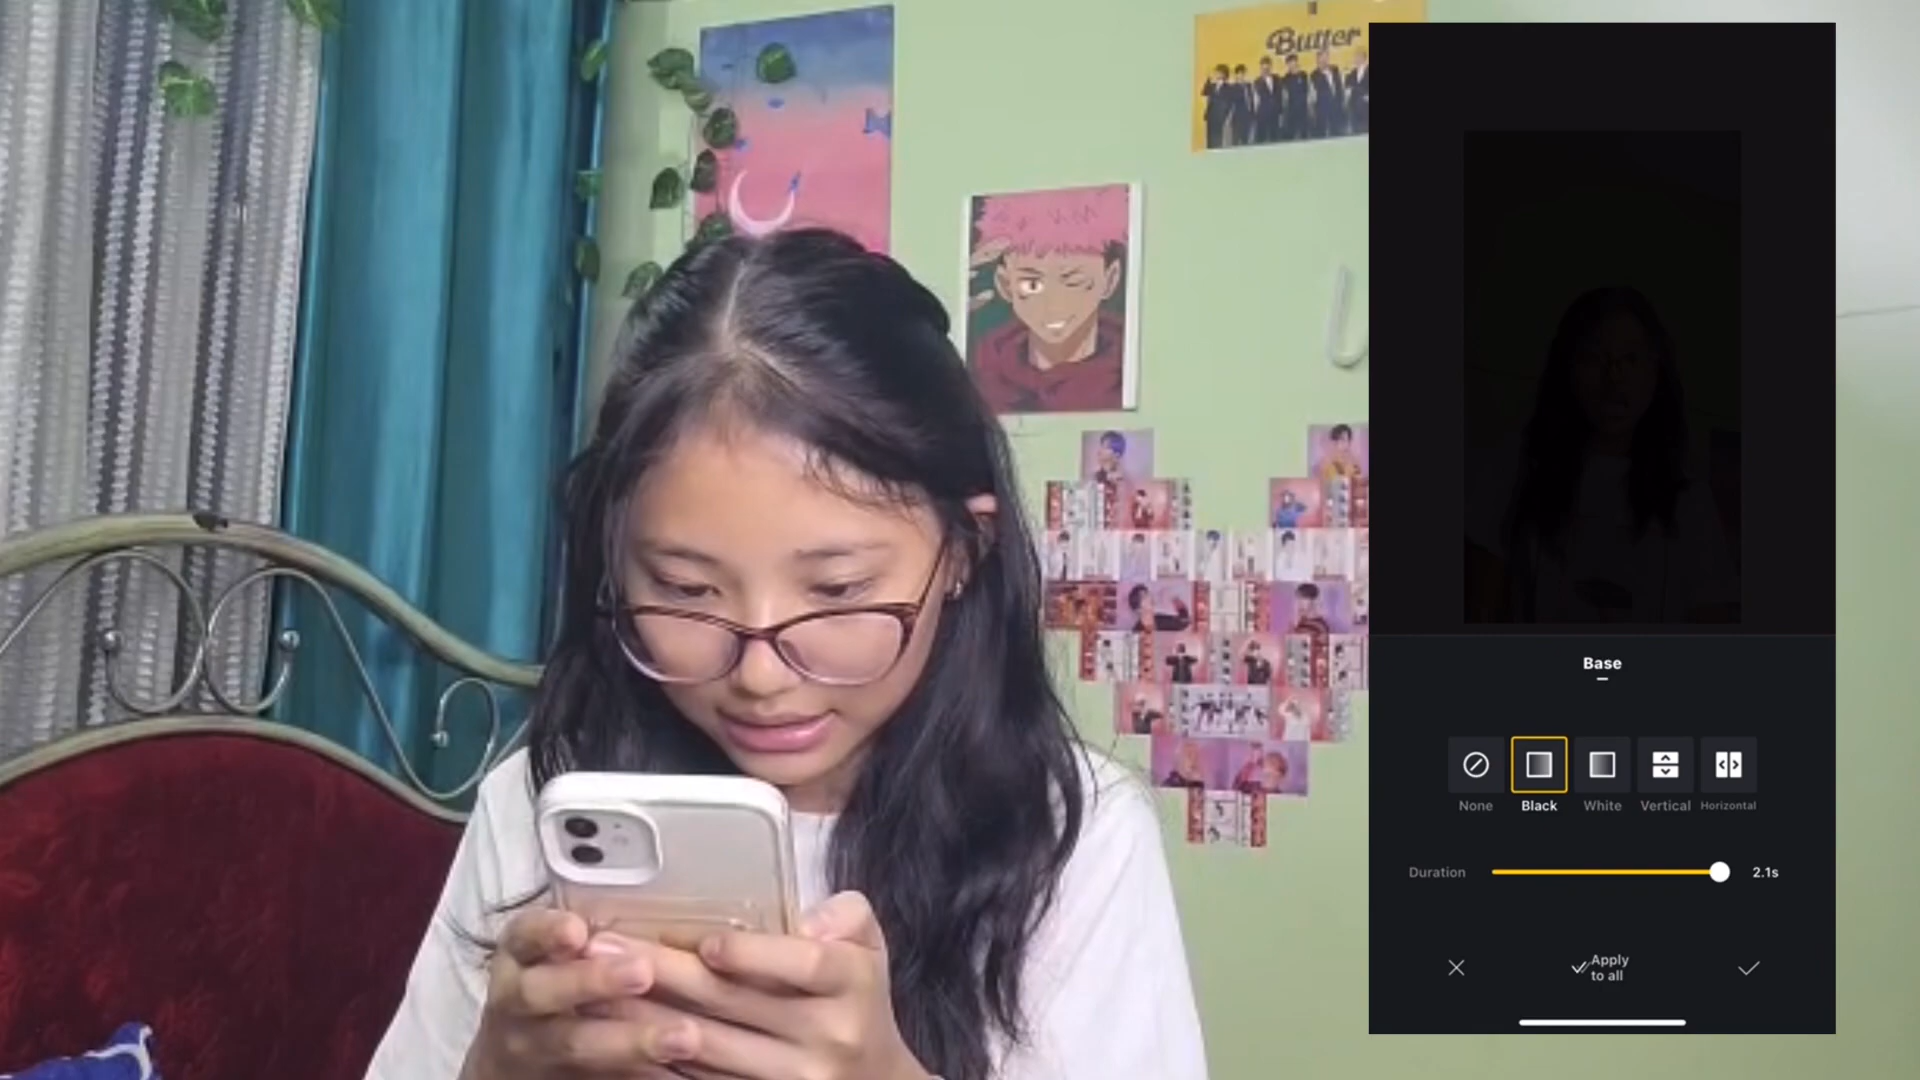 Butter
Base
None
Black
White
Vertical
Horizontal
Duration
2.1s
Apply
to all